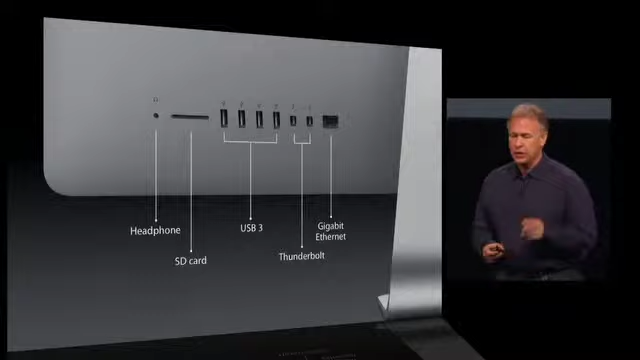 Headphone
SD card
USB 3
Thunderbolt
Gigabit
Ethernet